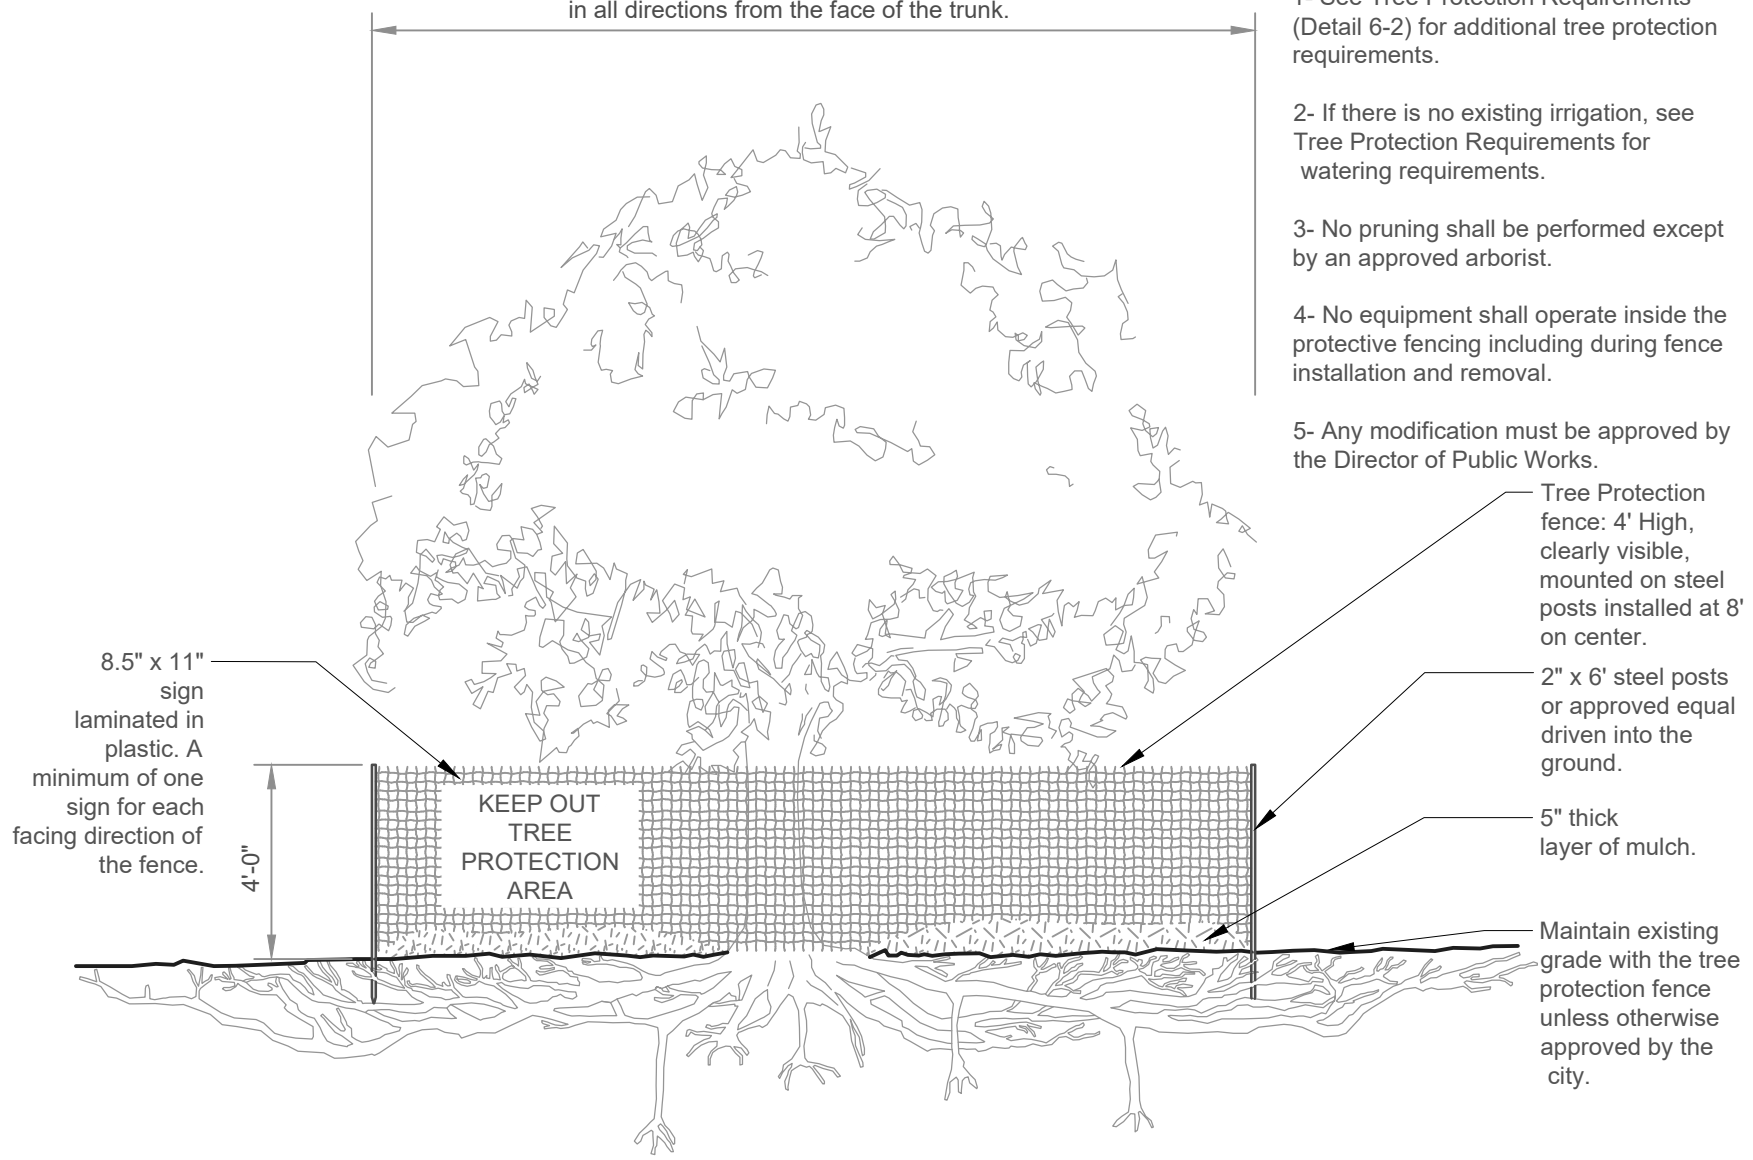 in all directions from the face of the trunk.
1- See Tree Protection Requirements
(Detail 6-2) for additional tree protection
requirements.
2- If there is no existing irrigation, see
Tree Protection Requirements for
watering requirements.
3- No pruning shall be performed except
by an approved arborist.
4- No equipment shall operate inside the
protective fencing including during fence
installation and removal.
5- Any modification must be approved by
the Director of Public Works.
Tree Protection
fence: 4' High,
clearly visible,
mounted on steel
posts installed at 8'
on center.
2" x 6' steel posts
or approved equal
driven into the
ground.
5" thick
layer of mulch.
Maintain existing
grade with the tree
protection fence
unless otherwise
approved by the
city.
8.5" x 11"
sign
laminated in
plastic. A
minimum of one
sign for each
facing direction of
the fence.
4'-0"
KEEP OUT
TREE
PROTECTION
AREA